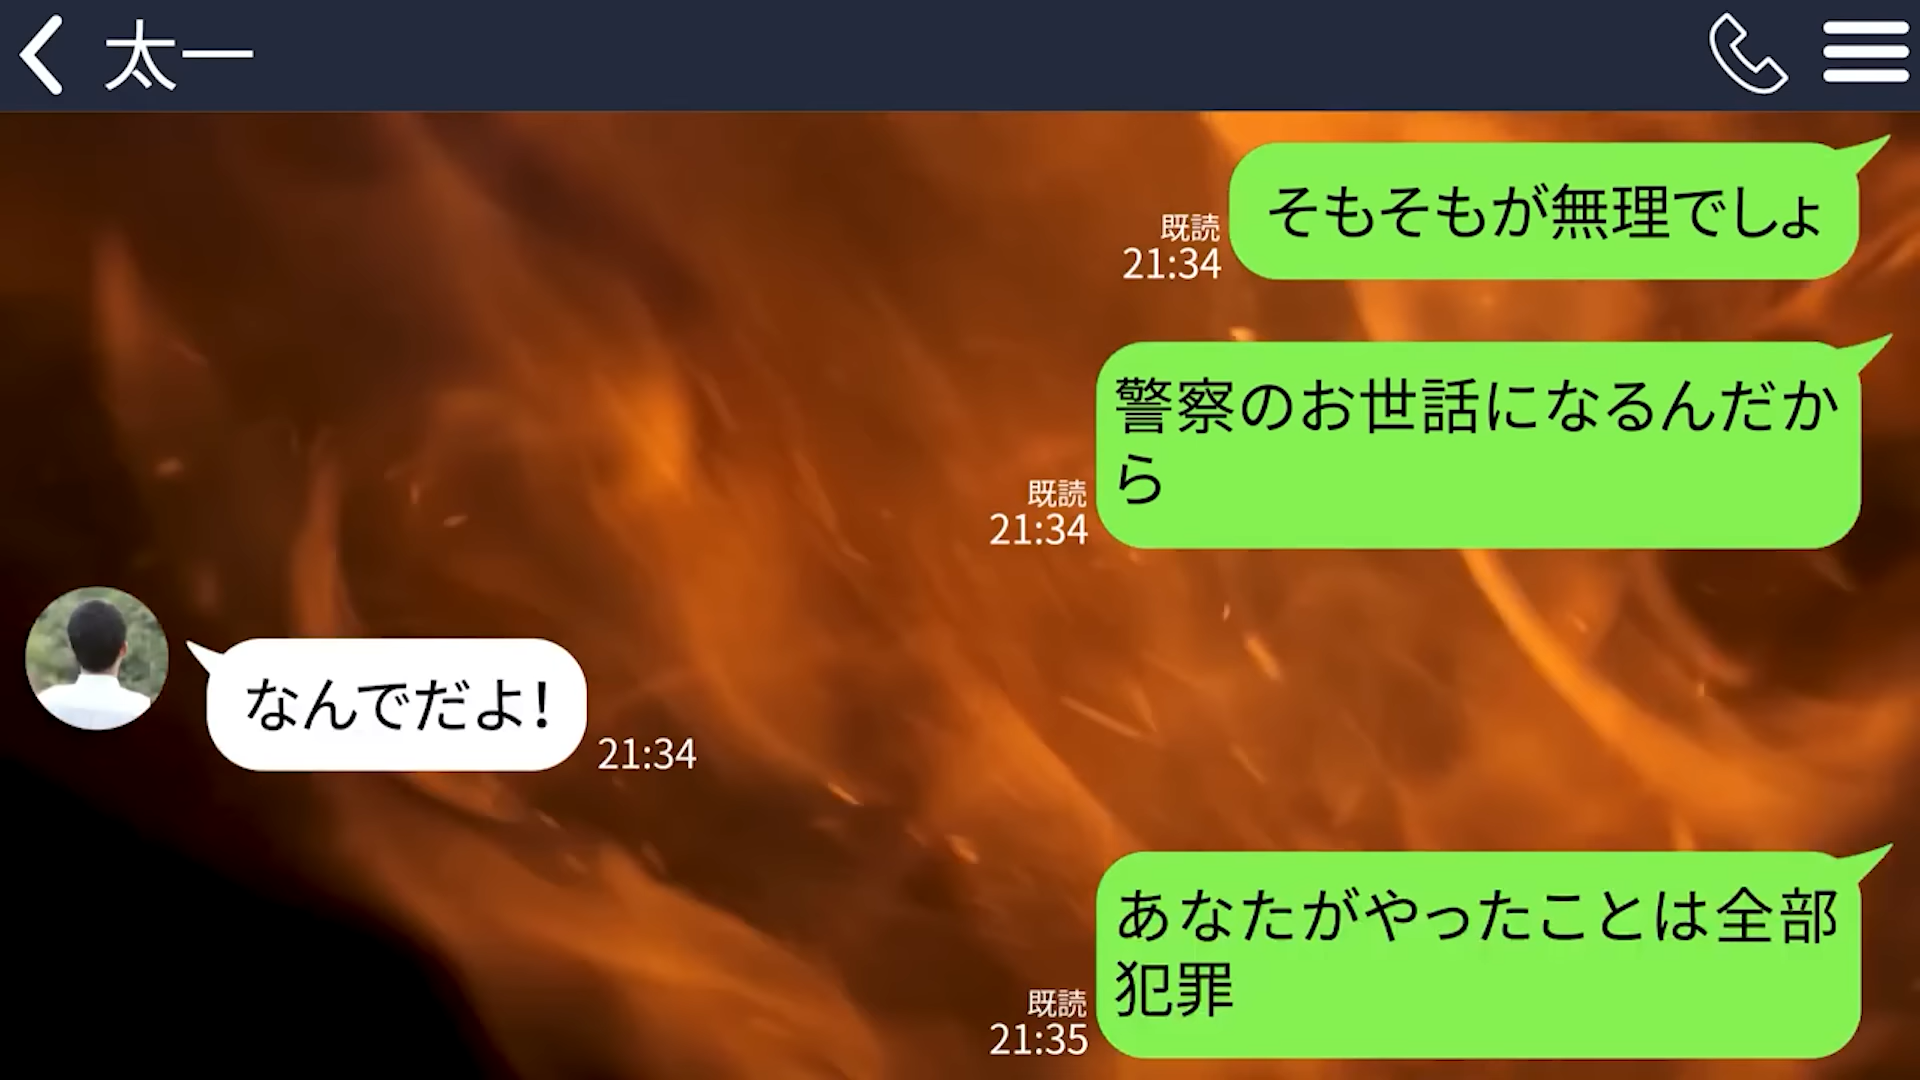 太一
そもそもが無理でしょ
既読
21:34
警察のお世話になるんだか
ら
既読
21:34
なんでだよ！
21:34
あなたがやったことは全部
犯罪
既読
21:35